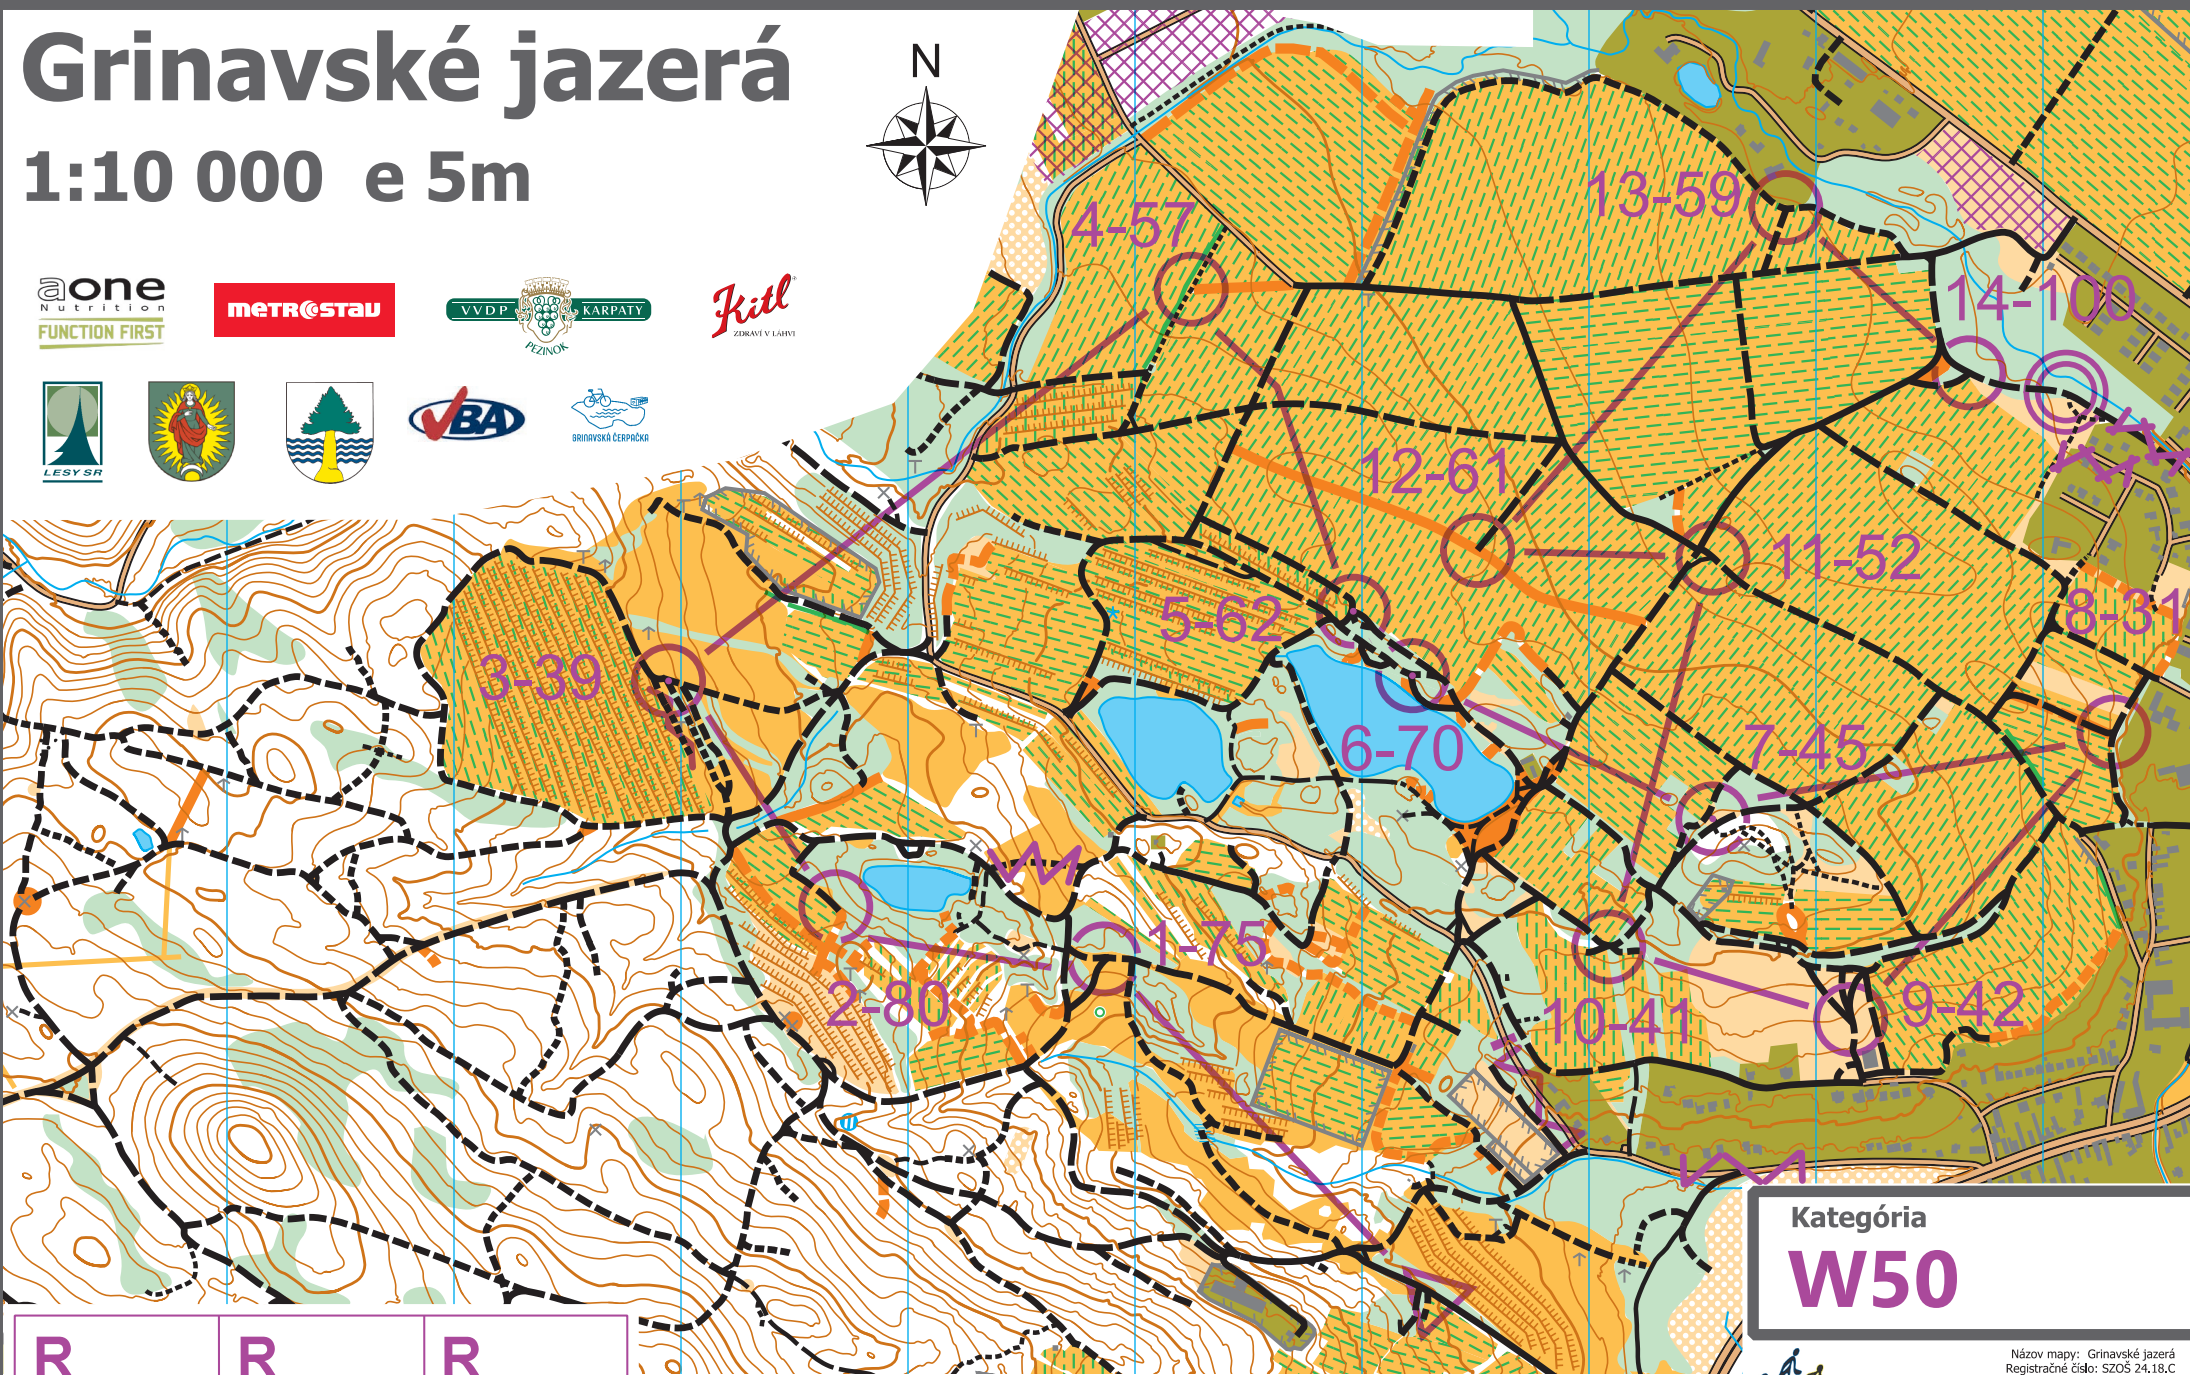 Grinavské jazerá
1:10 000 e 5m
N
aone
Nutrition
FUNCTION FIRST
METROSTAV
VVDP KARPATY
PEZINOK
Kitl
ZDRAVÍ V LÁHVI
LESY SR
VBA
GRINAVSKÁ ČERPAČKA
13-59
4-57
14-100
12-61
11-52
5-62
8-31
3-39
6-70
7-45
1-75
2-80
10-41
9-42
Kategória
W50
R R R
Názov mapy: Grinavské jazerá
Registračné číslo: SZOŠ 24.18.C